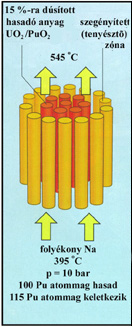 15 %-ra dúsított
hasadó anyag
UO2/PuO2
szegényített
(tenyésztő)
zóna
545 °C
folyékony Na
395 °C
p = 10 bar
100 Pu atommag hasad
115 Pu atommag keletkezik